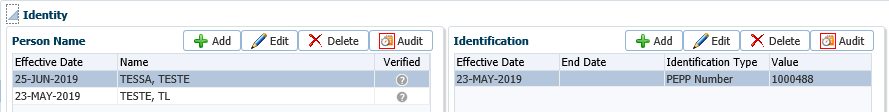 Identity
Person Name Add Edit Delete Audit
Effective Date Name Verified
25-JUN-2019 TESSA, TESTE ?
23-MAY-2019 TESTE, TL ?
Identification Add Edit Delete Audit
Effective Date End Date Identification Type Value
23-MAY-2019 PEPP Number 1000488